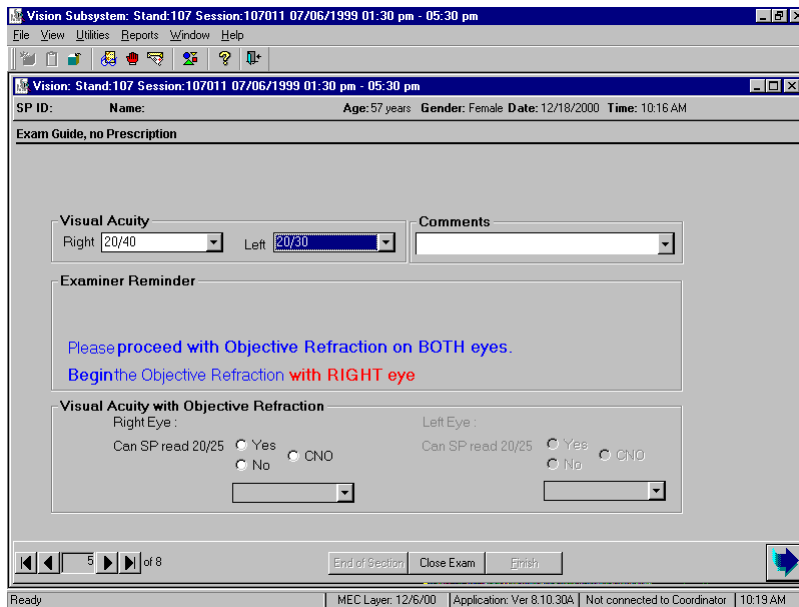 Vision Subsystem: Stand:107 Session:107011 07/06/1999 01:30 pm - 05:30 pm
File View Utilities Reports Window Help
Vision: Stand:107 Session:107011 07/06/1999 01:30 pm - 05:30 pm
SP ID: Name: Age: 57 years Gender: Female Date: 12/18/2000 Time: 10:16 AM
Exam Guide, no Prescription
Visual Acuity Comments
Right 20/40 Left 20/30
Examiner Reminder
Please proceed with Objective Refraction on BOTH eyes.
Begin the Objective Refraction with RIGHT eye
Visual Acuity with Objective Refraction
Right Eye : Left Eye :
Can SP read 20/25 Yes No CNO Can SP read 20/25 Yes No CNO
5 of 8 End of Section Close Exam Finish
Ready MEC Layer: 12/6/00 Application: Ver 8.10.30A Not connected to Coordinator 10:19 AM